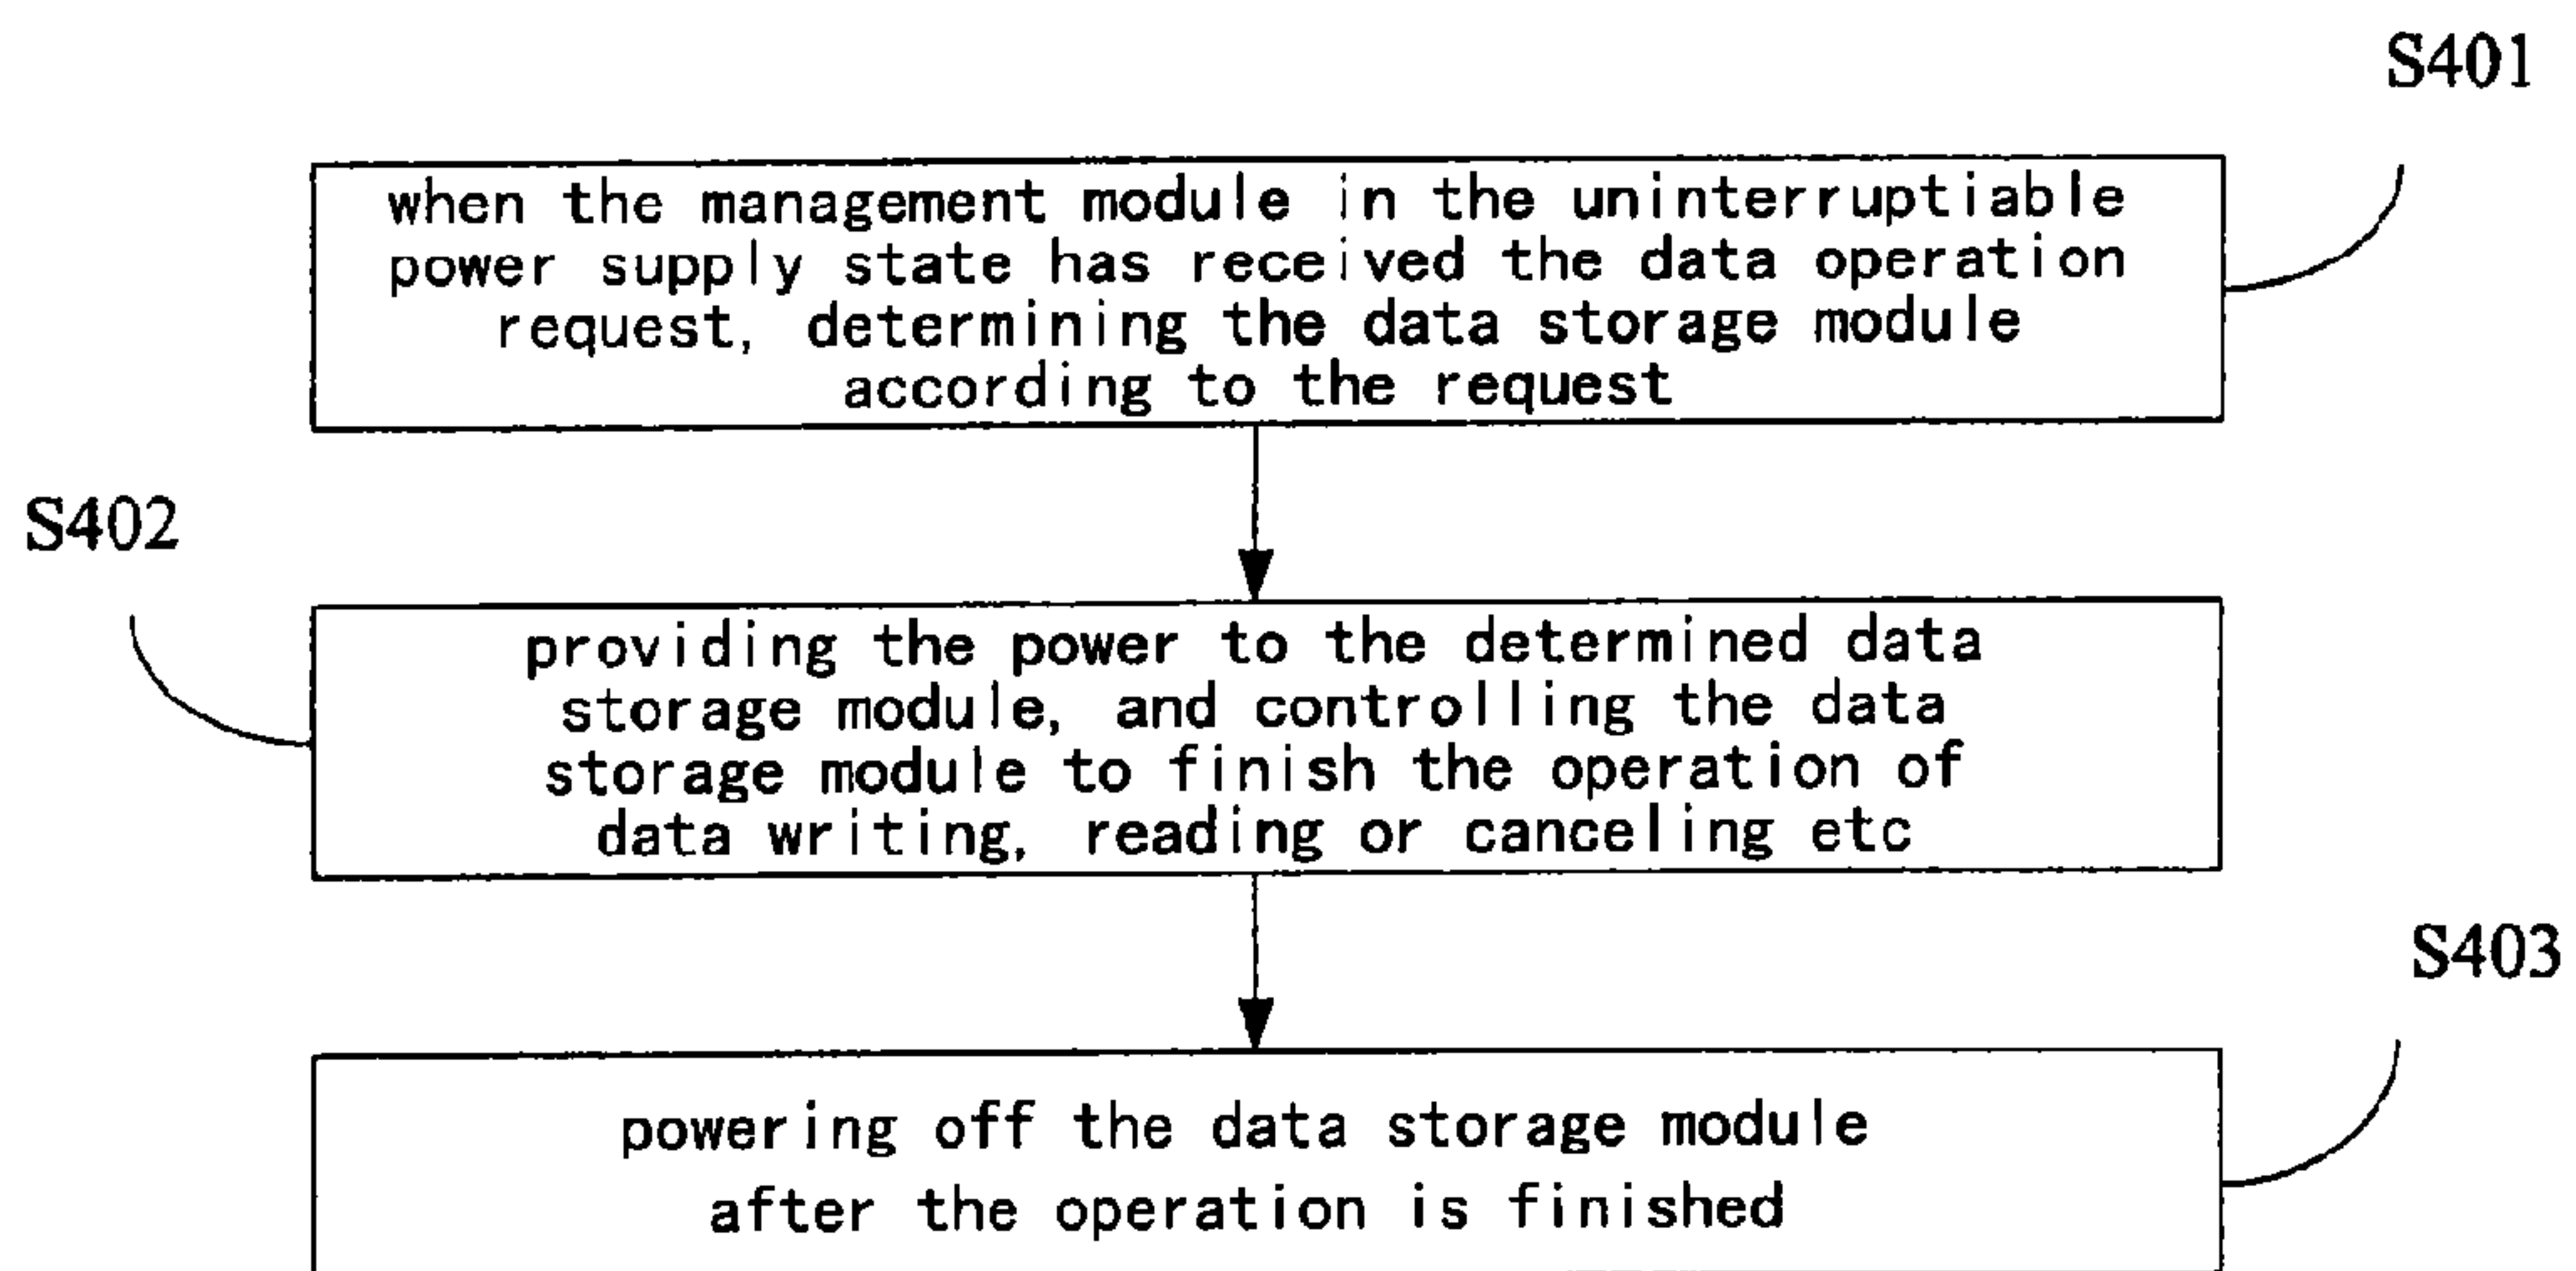 S401
when the management module in the uninterruptiable
power supply state has received the data operation
request, determining the data storage module
according to the request
S402
providing the power to the determined data
storage module, and controlling the data
storage module to finish the operation of
data writing, reading or canceling etc
S403
powering off the data storage module
after the operation is finished